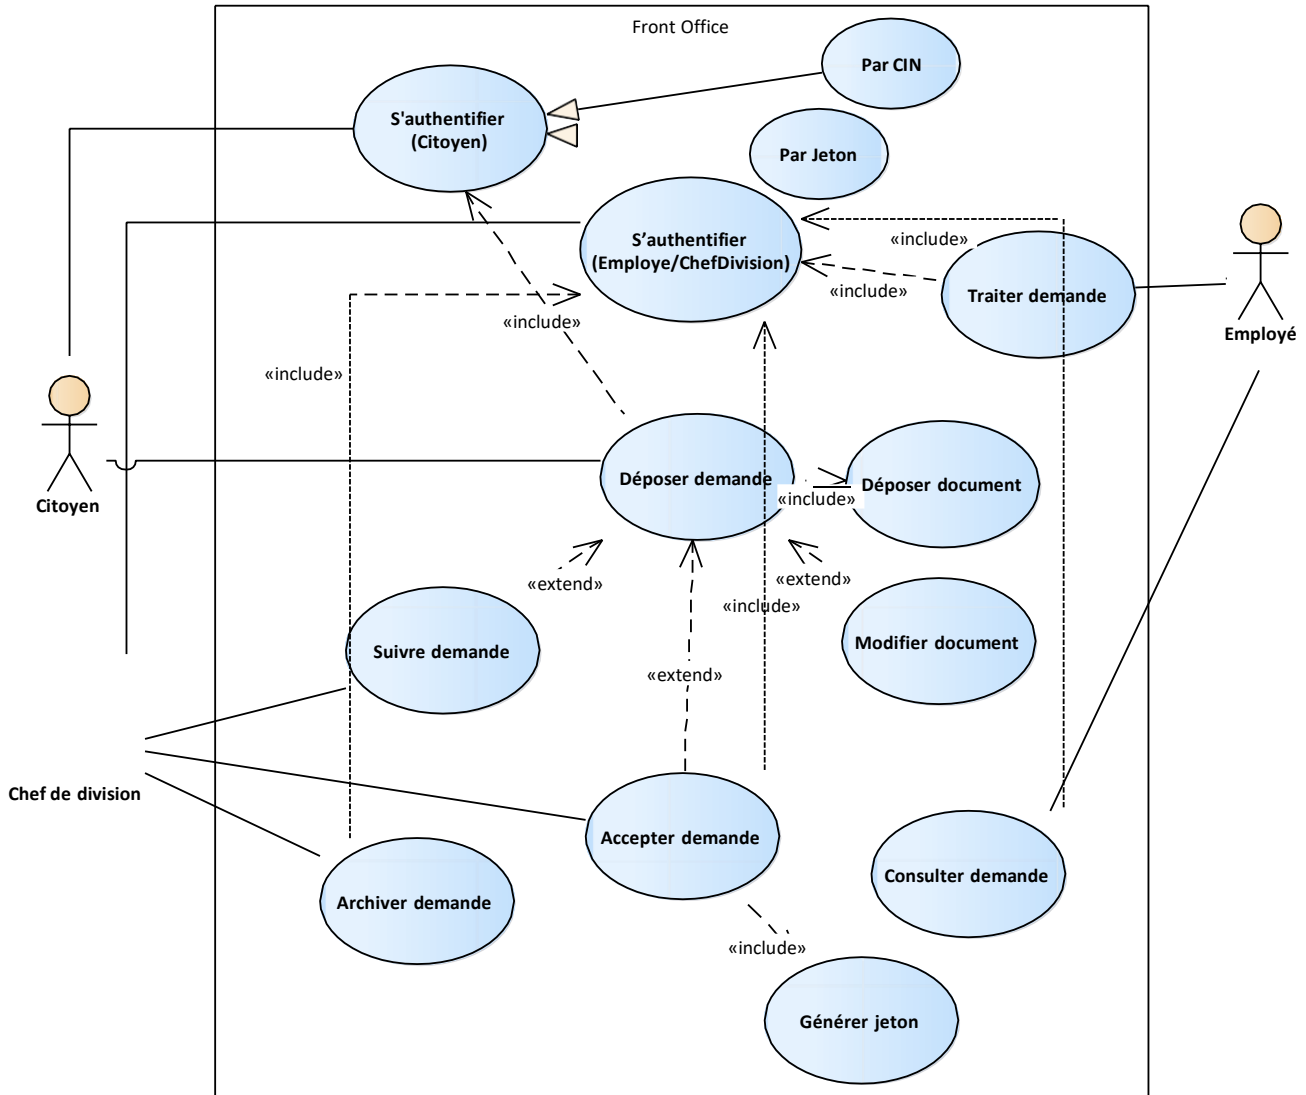 Front Office
Par CIN
S'authentifier
(Citoyen)
Par Jeton
S’authentifier
(Employe/ChefDivision)
«include»
«include»
Traiter demande
Employé
«include»
«include»
Citoyen
Déposer demande
«include»
Déposer document
«extend»
«extend»
«include»
Suivre demande
Modifier document
«extend»
Chef de division
Accepter demande
Consulter demande
Archiver demande
«include»
Générer jeton